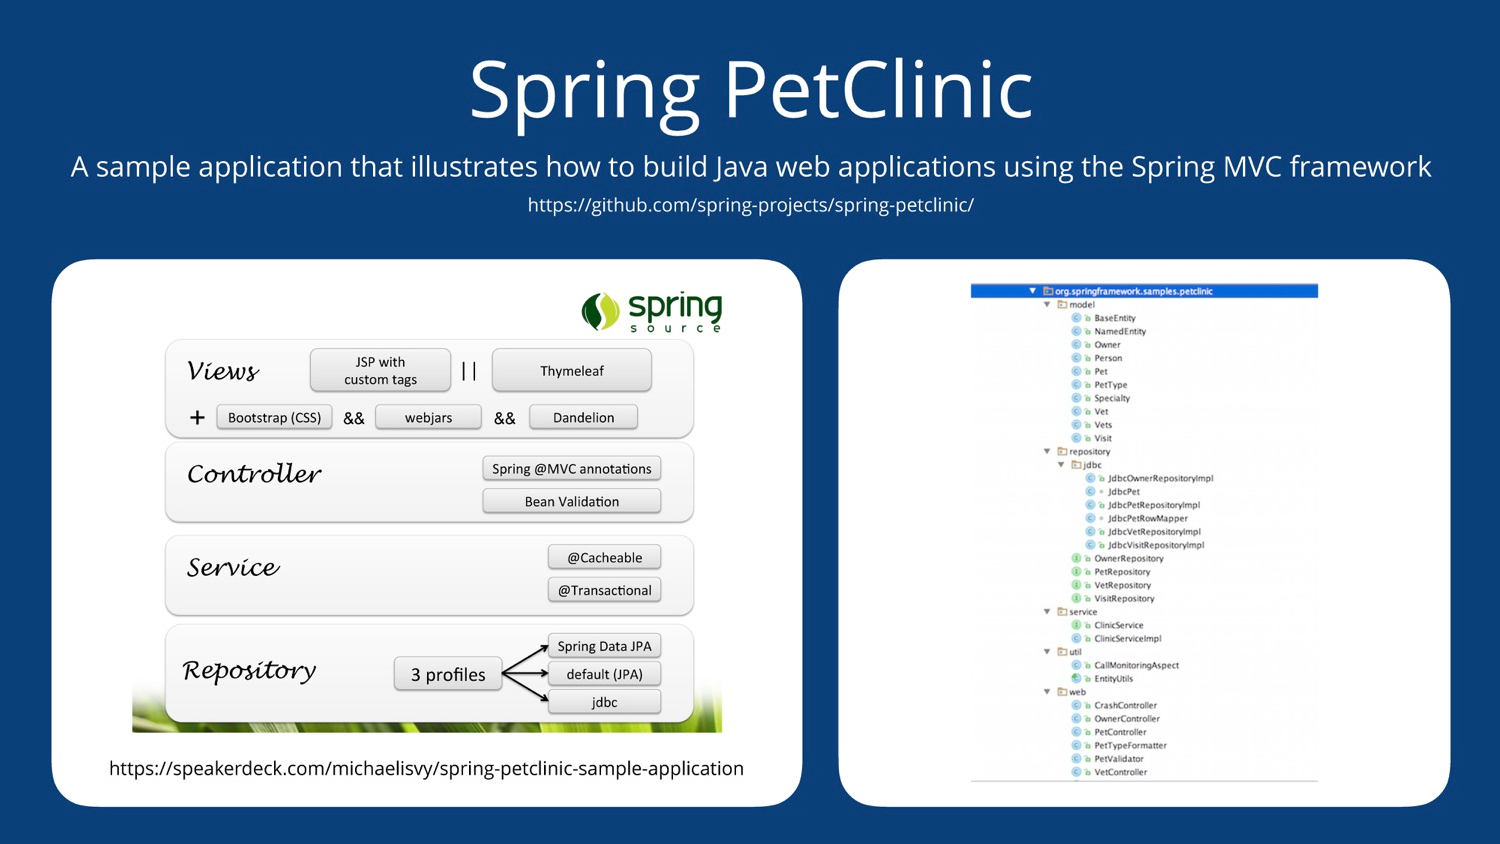 Spring PetClinic
A sample application that illustrates how to build Java web applications using the Spring MVC framework
https://github.com/spring-projects/spring-petclinic/
spring
source
Views
JSP with
custom tags
||
Thymeleaf
+ Bootstrap (CSS) && webjars && Dandelion
Controller
Spring @MVC annotations
Bean Validation
Service
@Cacheable
@Transactional
Repository
3 profiles
Spring Data JPA
default (JPA)
jdbc
https://speakerdeck.com/michaelisvy/spring-petclinic-sample-application
org.springframework.samples.petclinic
model
BaseEntity
NamedEntity
Owner
Person
Pet
PetType
Specialty
Vet
Vets
Visit
repository
jdbc
JdbcOwnerRepositoryImpl
JdbcPet
JdbcPetRepositoryImpl
JdbcPetRowMapper
JdbcVetRepositoryImpl
JdbcVisitRepositoryImpl
OwnerRepository
PetRepository
VetRepository
VisitRepository
service
ClinicService
ClinicServiceImpl
util
CallMonitoringAspect
EntityUtils
web
CrashController
OwnerController
PetController
PetTypeFormatter
PetValidator
VetController